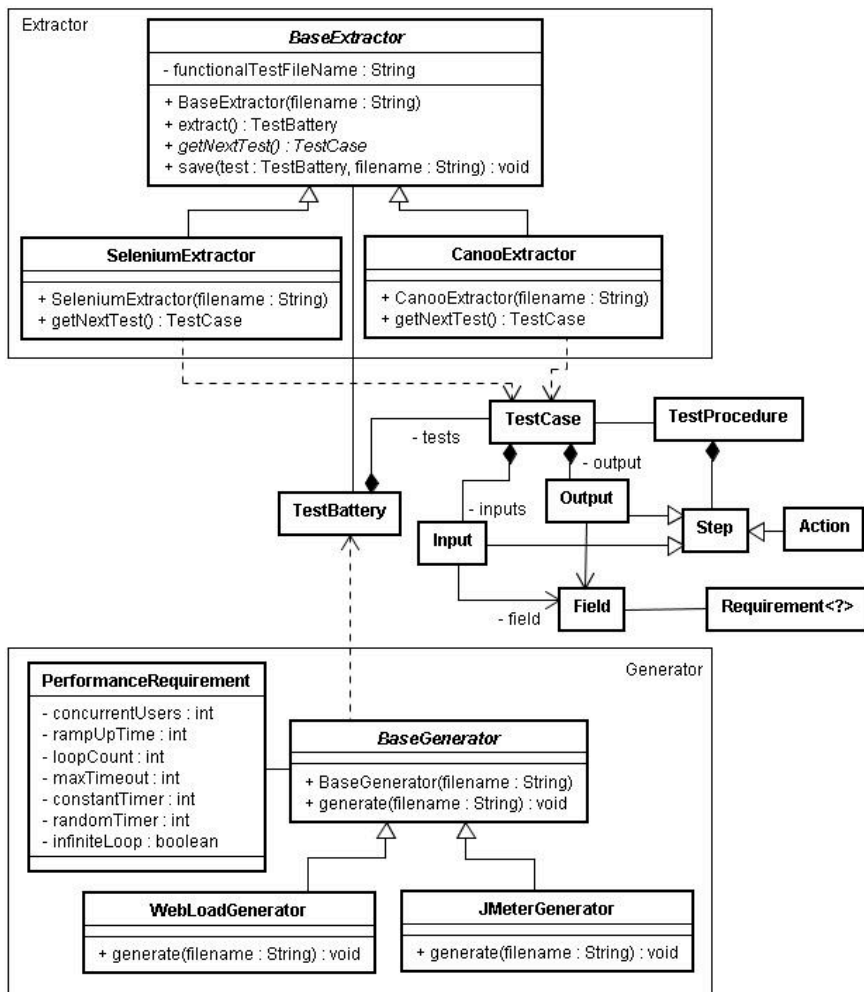 Extractor
BaseExtractor
- functionalTestFileName : String
+ BaseExtractor(filename : String)
+ extract() : TestBattery
+ getNextTest() : TestCase
+ save(test : TestBattery, filename : String) : void
SeleniumExtractor
+ SeleniumExtractor(filename : String)
+ getNextTest() : TestCase
CanooExtractor
+ CanooExtractor(filename : String)
+ getNextTest() : TestCase
TestCase
TestProcedure
- tests
- output
- inputs
TestBattery
Output
Input
Step
Action
- field
Field
Requirement<?>
Generator
PerformanceRequirement
- concurrentUsers : int
- rampUpTime : int
- loopCount : int
- maxTimeout : int
- constantTimer : int
- randomTimer : int
- infiniteLoop : boolean
BaseGenerator
+ BaseGenerator(filename : String)
+ generate(filename : String) : void
WebLoadGenerator
+ generate(filename : String) : void
JMeterGenerator
+ generate(filename : String) : void